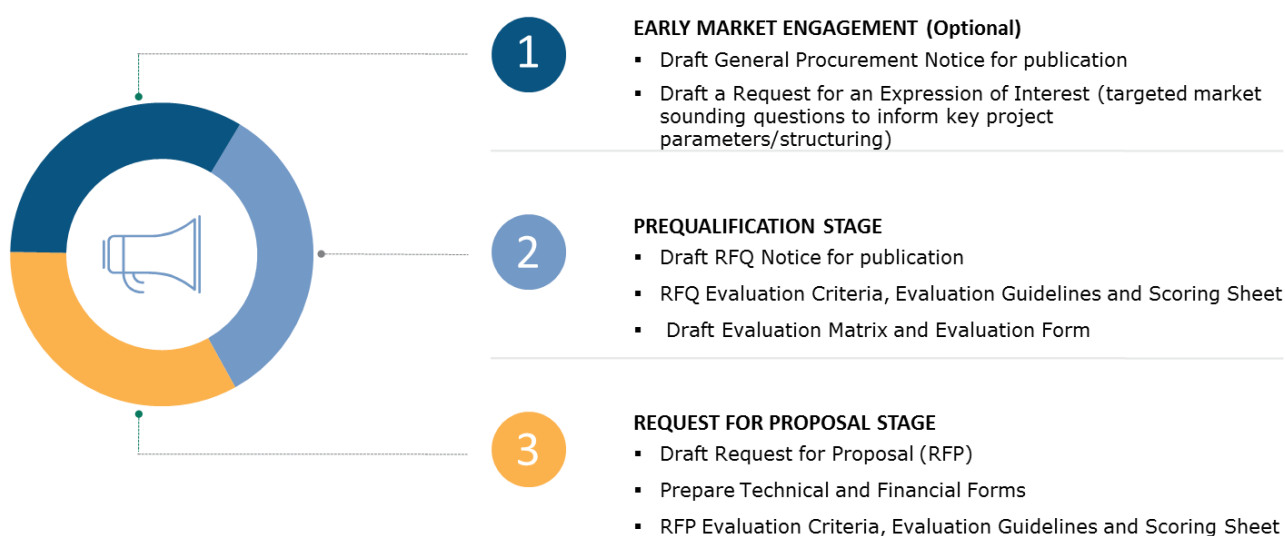 1
EARLY MARKET ENGAGEMENT (Optional)
▪ Draft General Procurement Notice for publication
▪ Draft a Request for an Expression of Interest (targeted market
sounding questions to inform key project
parameters/structuring)
2
PREQUALIFICATION STAGE
▪ Draft RFQ Notice for publication
▪ RFQ Evaluation Criteria, Evaluation Guidelines and Scoring Sheet
▪ Draft Evaluation Matrix and Evaluation Form
3
REQUEST FOR PROPOSAL STAGE
▪ Draft Request for Proposal (RFP)
▪ Prepare Technical and Financial Forms
▪ RFP Evaluation Criteria, Evaluation Guidelines and Scoring Sheet